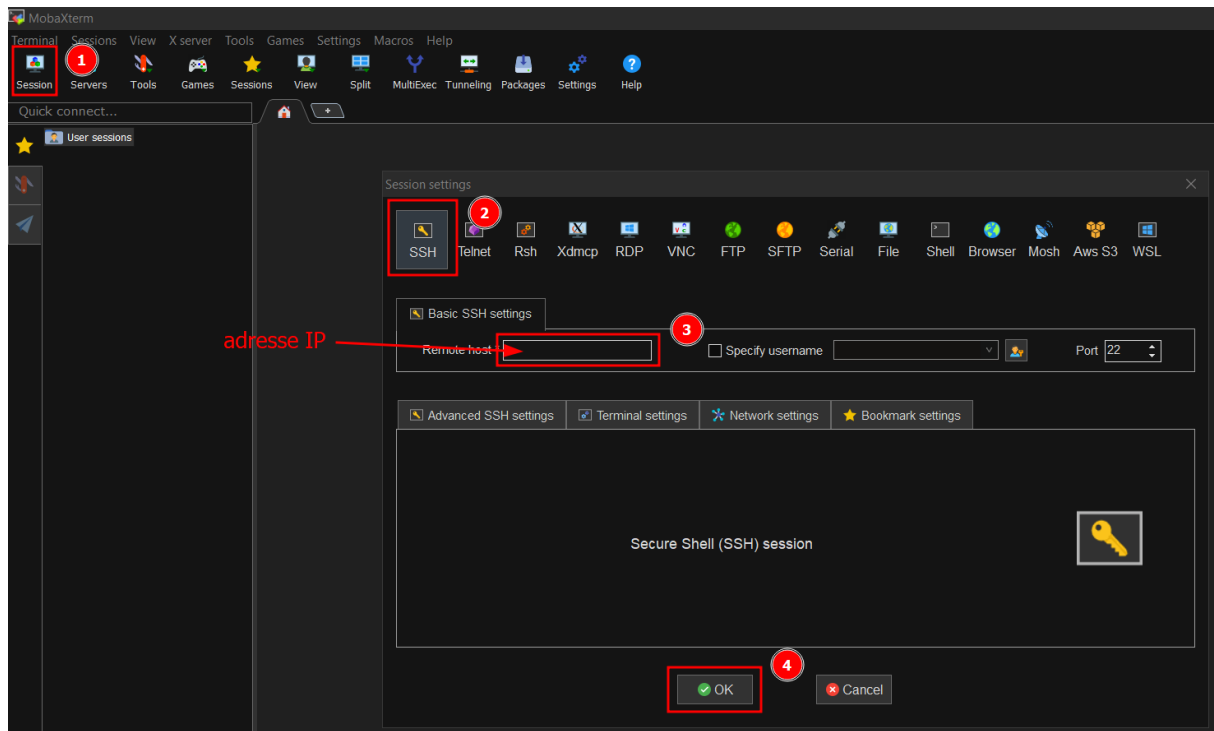 MobaXterm
Terminal Sessions View X server Tools Games Settings Macros Help
1
Session Servers Tools Games Sessions View Split MultiExec Tunneling Packages Settings Help
Quick connect...
User sessions
Session settings
2
SSH Telnet Rsh Xdmcp RDP VNC FTP SFTP Serial File Shell Browser Mosh Aws S3 WSL
Basic SSH settings
3
adresse IP
Remote host Specify username Port 22
Advanced SSH settings Terminal settings Network settings Bookmark settings
Secure Shell (SSH) session
4
OK Cancel